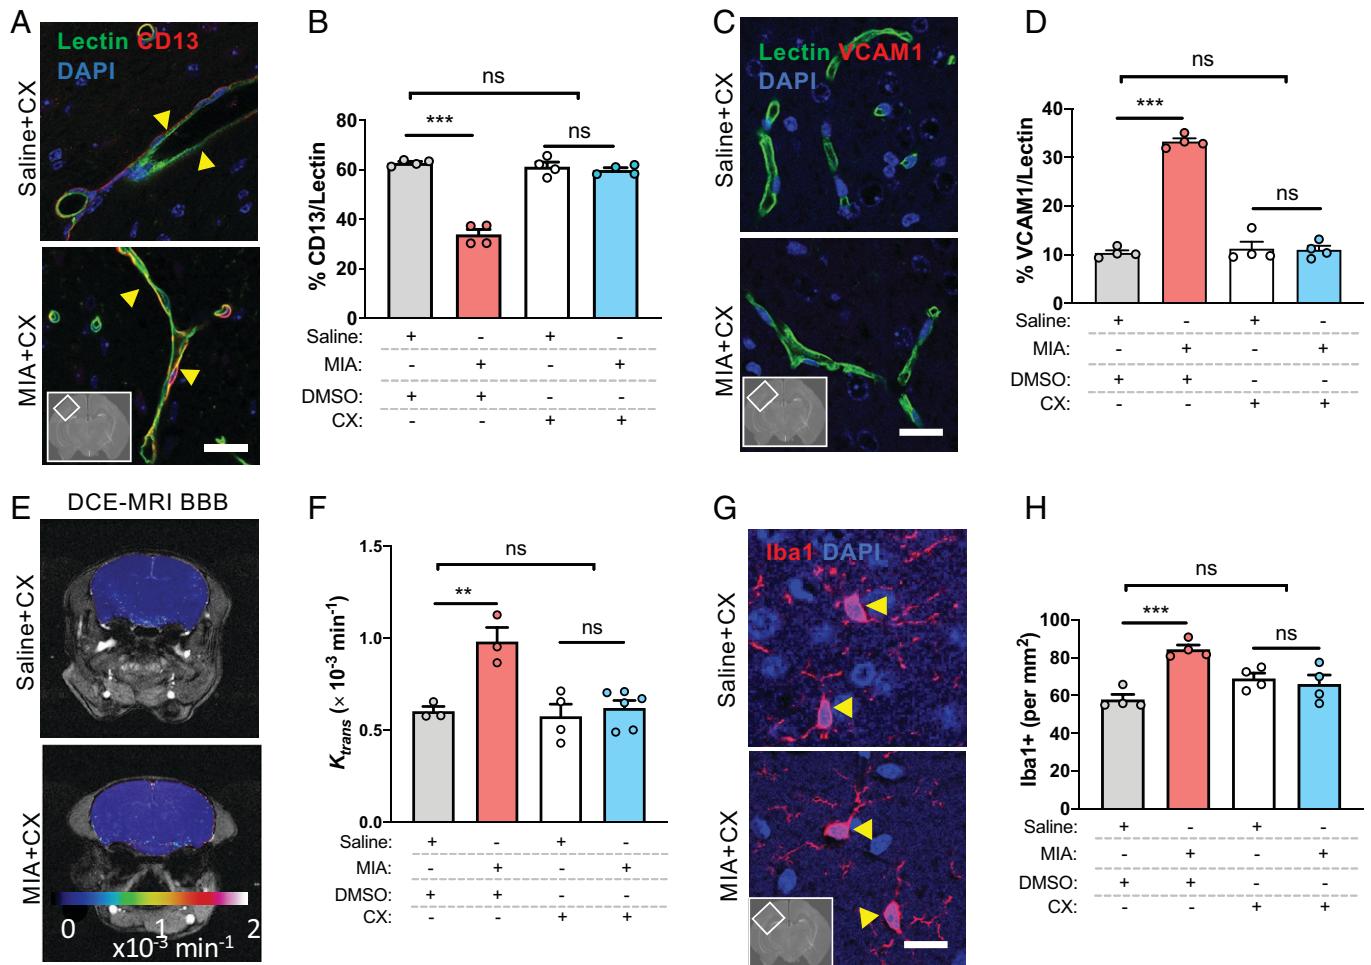 A
Lectin CD13
DAPI
Saline+CX
MIA+CX
B
% CD13/Lectin
80
60
40
20
0
ns
***
ns
Saline: + - + -
MIA: - + - +
DMSO: + + - -
CX: - - + +
C
Lectin VCAM1
DAPI
Saline+CX
MIA+CX
D
% VCAM1/Lectin
40
30
20
10
0
ns
***
ns
Saline: + - + -
MIA: - + - +
DMSO: + + - -
CX: - - + +
E
DCE-MRI BBB
Saline+CX
MIA+CX
0 1 2
x10⁻³ min⁻¹
F
Ktrans (× 10⁻³ min⁻¹)
1.5
1.0
0.5
0.0
ns
**
ns
Saline: + - + -
MIA: - + - +
DMSO: + + - -
CX: - - + +
G
Iba1 DAPI
Saline+CX
MIA+CX
H
Iba1+ (per mm²)
100
80
60
40
20
0
ns
***
ns
Saline: + - + -
MIA: - + - +
DMSO: + + - -
CX: - - + +